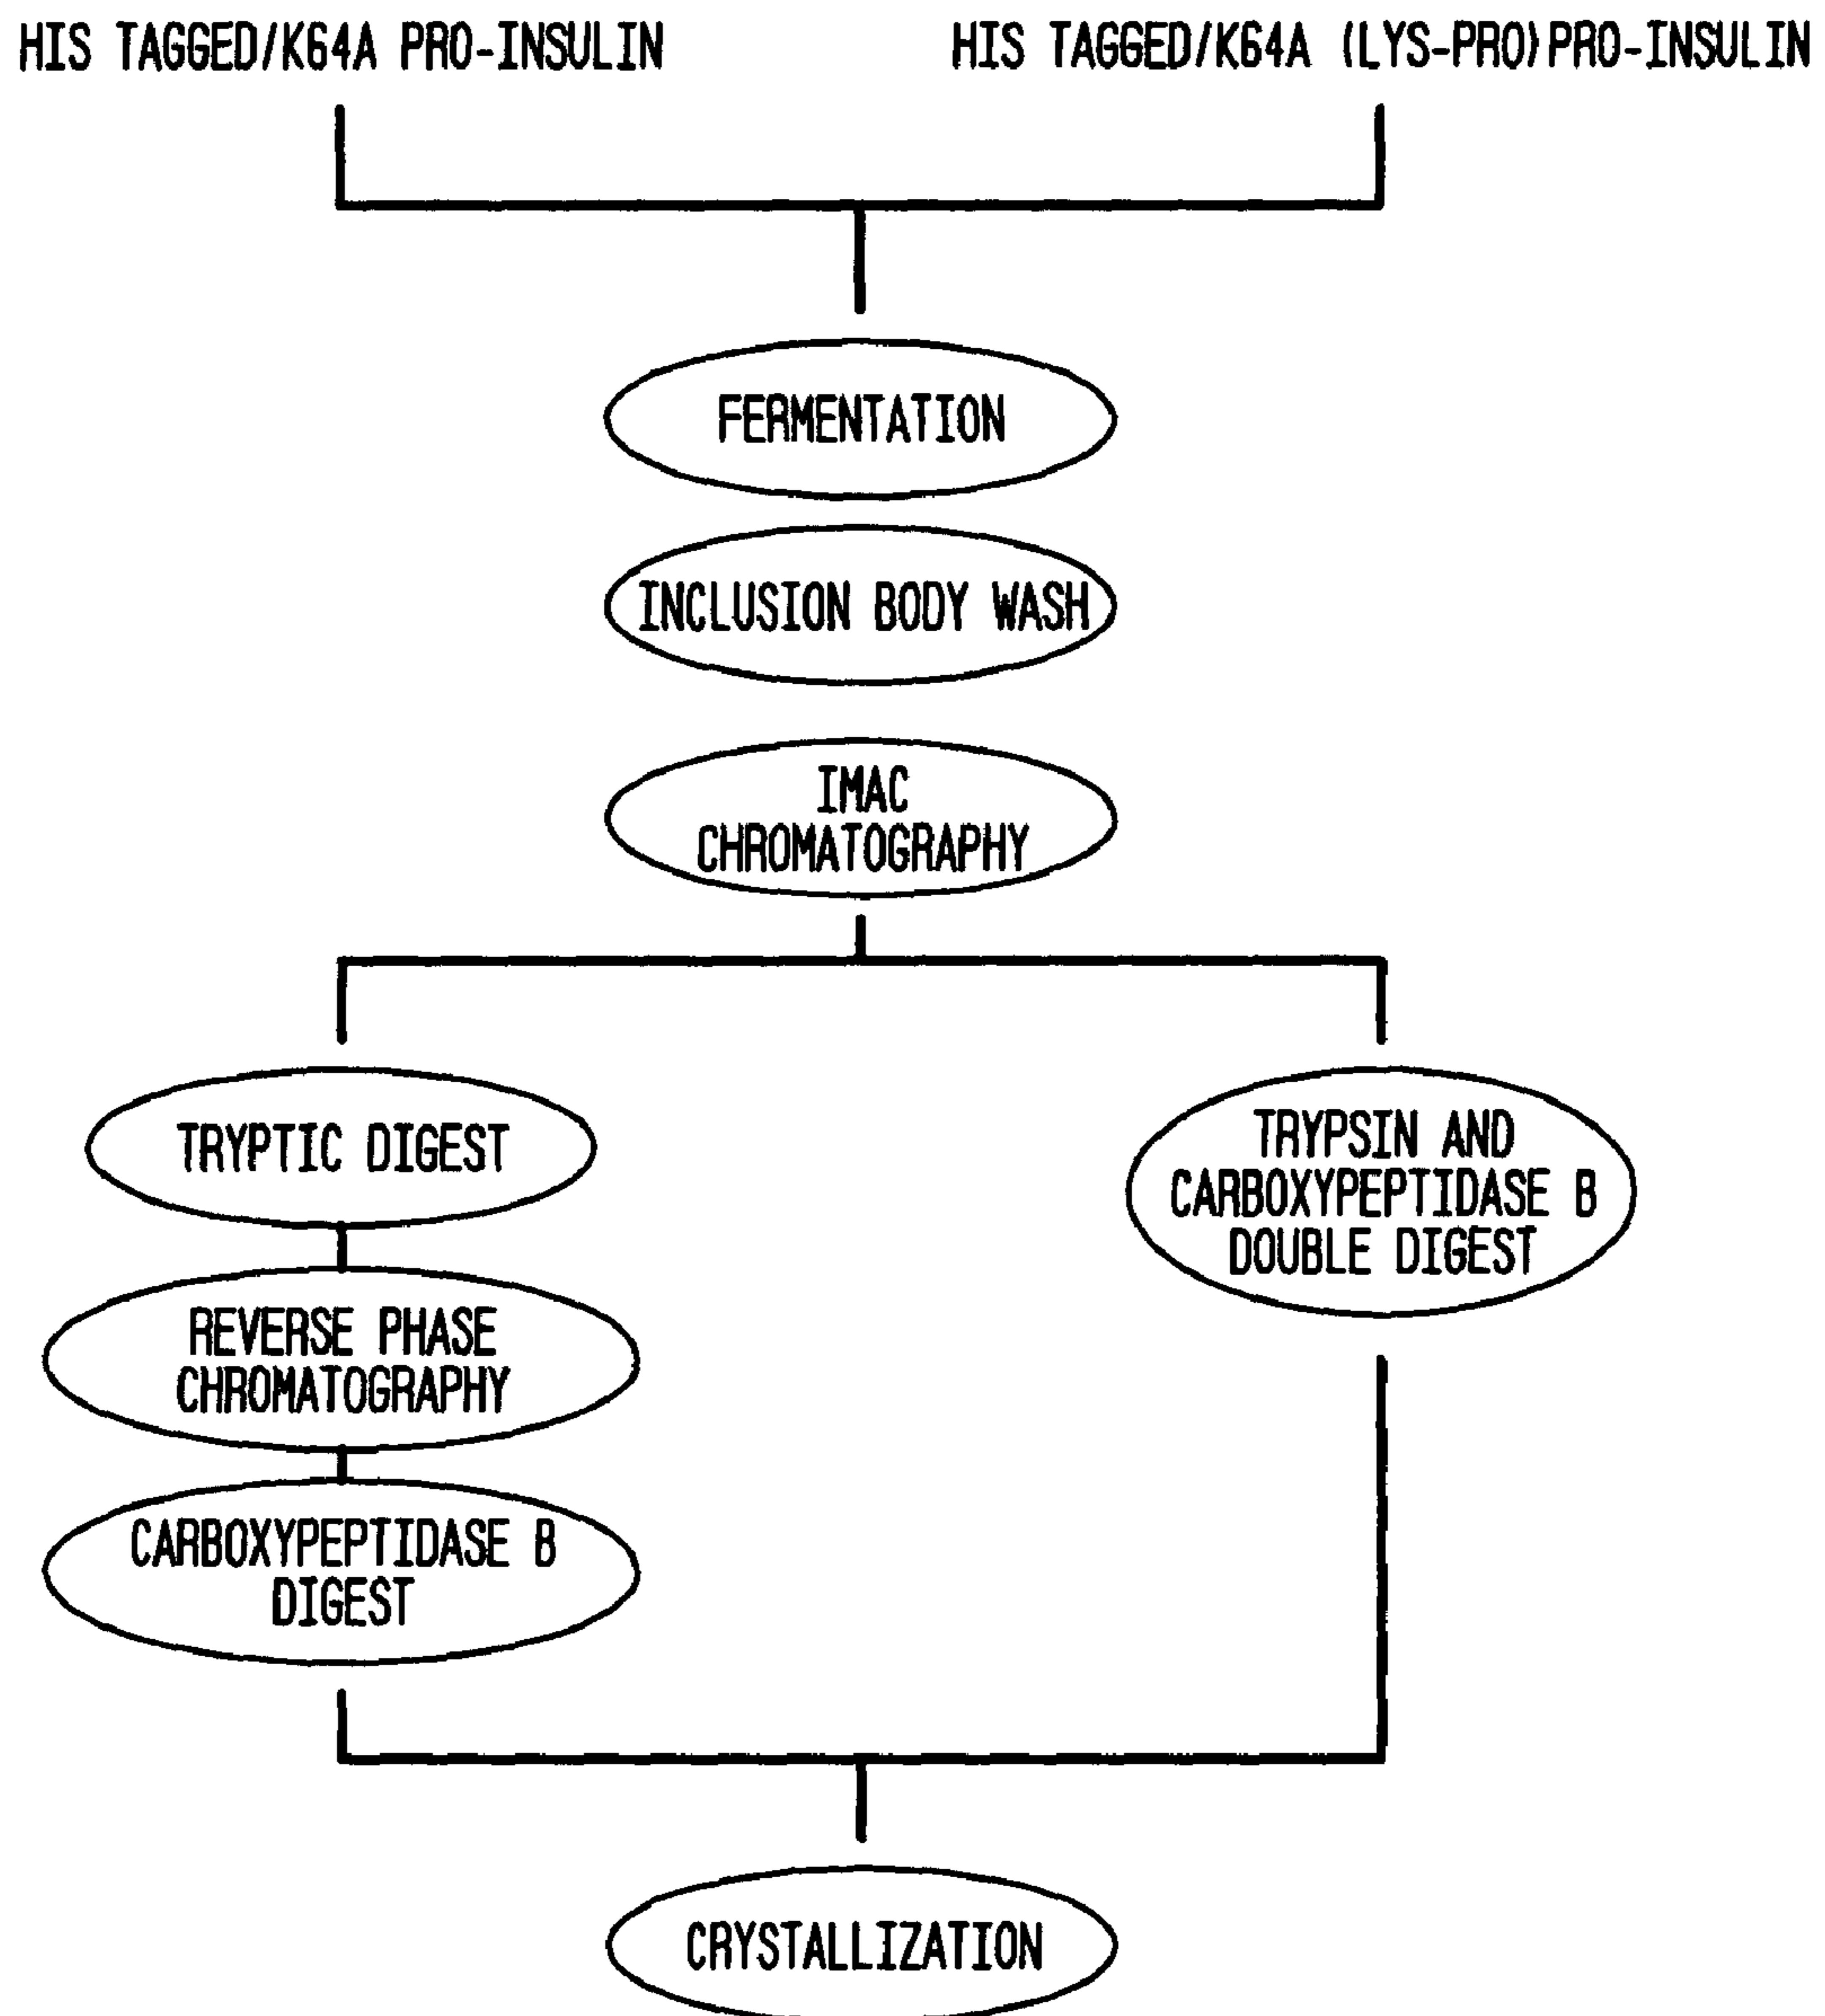 HIS TAGGED/K64A PRO-INSULIN
HIS TAGGED/K64A (LYS-PRO)PRO-INSULIN
FERMENTATION
INCLUSION BODY WASH
IMAC
CHROMATOGRAPHY
TRYPTIC DIGEST
REVERSE PHASE
CHROMATOGRAPHY
CARBOXYPEPTIDASE B
DIGEST
TRYPSIN AND
CARBOXYPEPTIDASE B
DOUBLE DIGEST
CRYSTALLIZATION